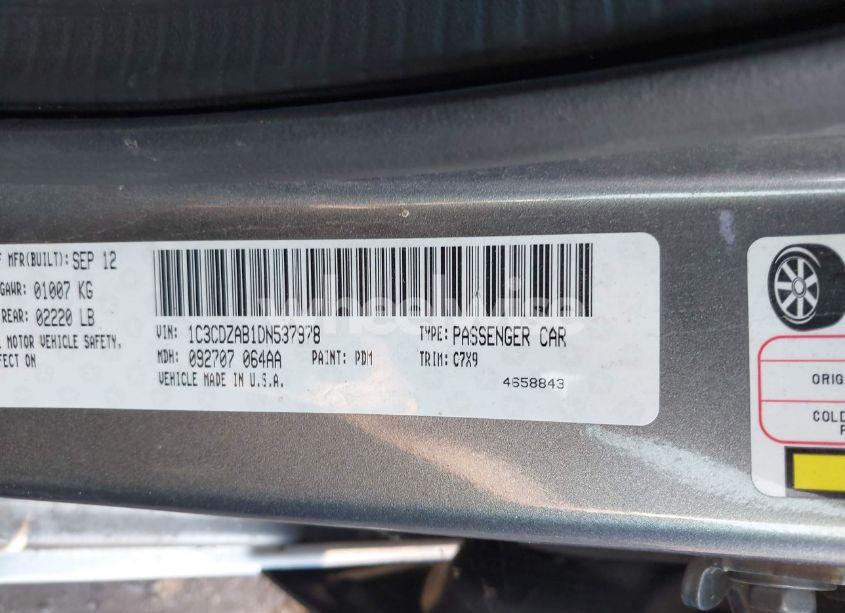 F MFR(BUILT): SEP 12
GAWR: 01007 KG
REAR: 02220 LB
MOTOR VEHICLE SAFETY,
FECT ON
VIN: 1C3CDZAB1DN537978
TYPE: PASSENGER CAR
MDH: 092707 064AA PAINT: PDM TRIM: C7X9
VEHICLE MADE IN U.S.A.
4658843
wheelwise
ORIG
COLD
P